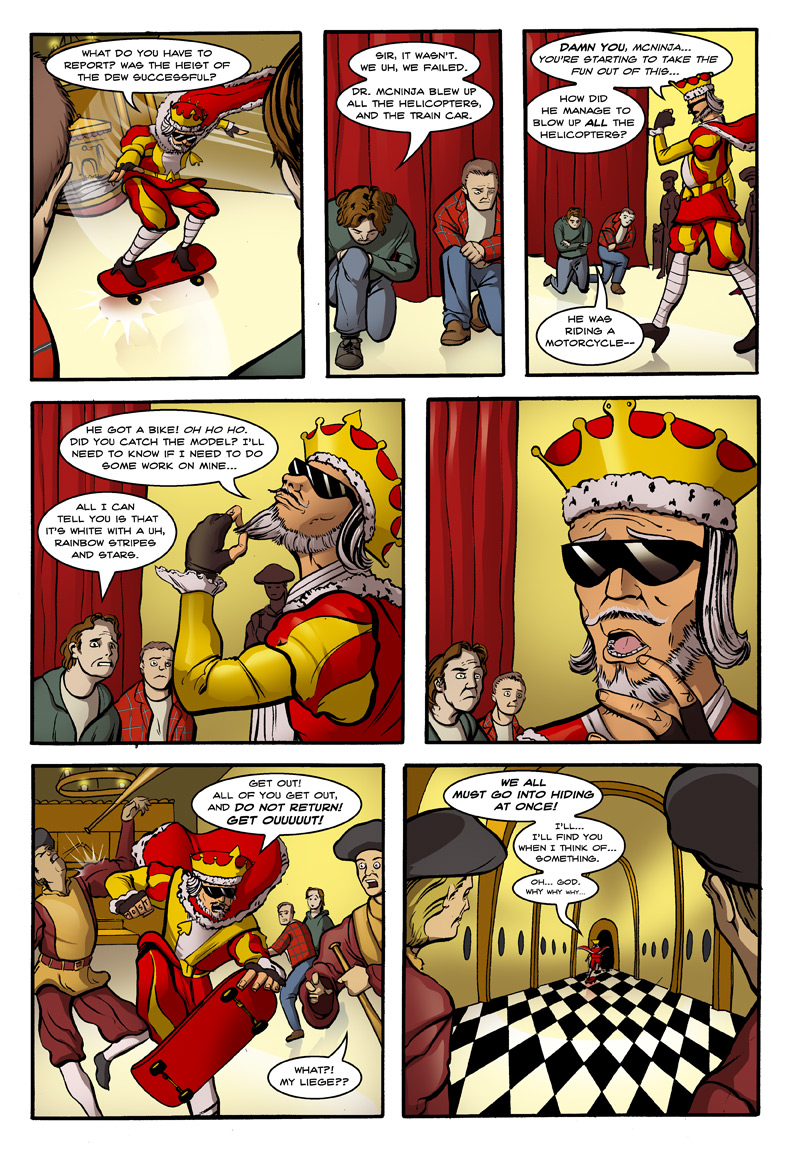 WHAT DO YOU HAVE TO
REPORT? WAS THE HEIST OF
THE DEW SUCCESSFUL?
SIR, IT WASN'T.
WE UH, WE FAILED.
DR. MCNINJA BLEW UP
ALL THE HELICOPTERS,
AND THE TRAIN CAR.
DAMN YOU, MCNINJA...
YOU'RE STARTING TO TAKE THE
FUN OUT OF THIS...
HOW DID
HE MANAGE TO
BLOW UP ALL THE
HELICOPTERS?
HE WAS
RIDING A
MOTORCYCLE--
HE GOT A BIKE! OH HO HO.
DID YOU CATCH THE MODEL? I'LL
NEED TO KNOW IF I NEED TO DO
SOME WORK ON MINE...
ALL I CAN
TELL YOU IS THAT
IT'S WHITE WITH A UH,
RAINBOW STRIPES
AND STARS.
GET OUT!
ALL OF YOU GET OUT,
AND DO NOT RETURN!
GET OUUUUUT!
WHAT?!
MY LIEGE??
WE ALL
MUST GO INTO HIDING
AT ONCE!
I'LL...
I'LL FIND YOU
WHEN I THINK OF...
SOMETHING.
OH... GOD.
WHY WHY WHY...